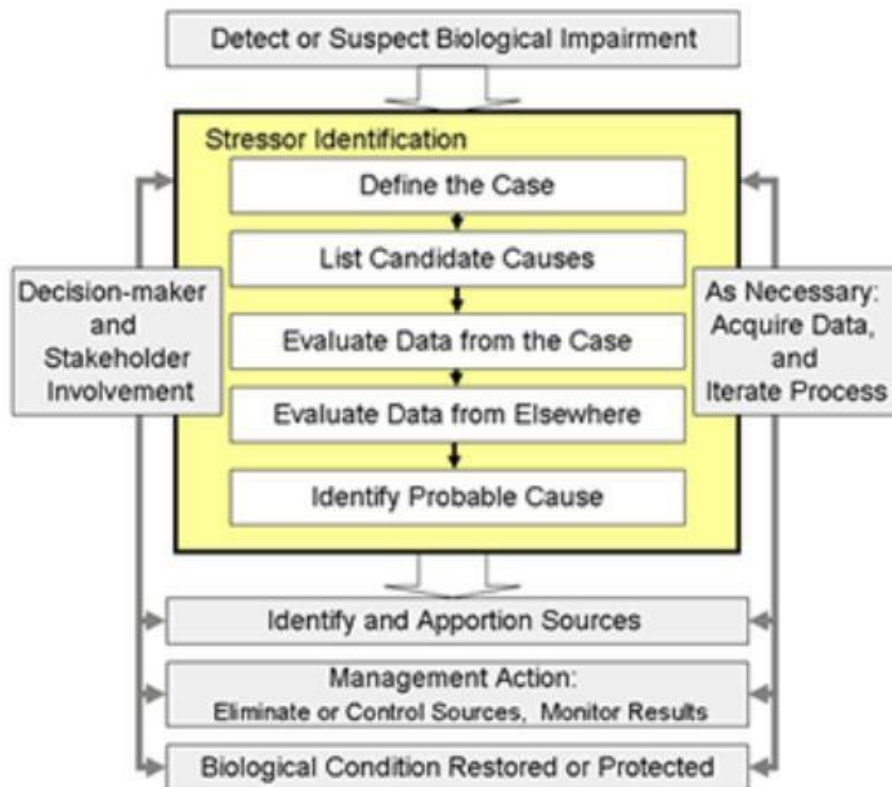 Detect or Suspect Biological Impairment
Stressor Identification
Define the Case
List Candidate Causes
Evaluate Data from the Case
Evaluate Data from Elsewhere
Identify Probable Cause
Decision-maker
and
Stakeholder
Involvement
As Necessary:
Acquire Data,
and
Iterate Process
Identify and Apportion Sources
Management Action:
Eliminate or Control Sources, Monitor Results
Biological Condition Restored or Protected